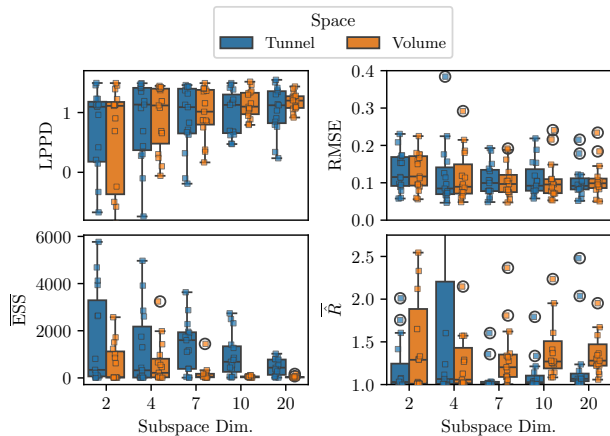 Space
Tunnel Volume
LPPD
1
0
RMSE
0.4
0.3
0.2
0.1
0.0
ESS
6000
4000
2000
0
2 4 7 10 20
Subspace Dim.
R̂
2.5
2.0
1.5
1.0
2 4 7 10 20
Subspace Dim.